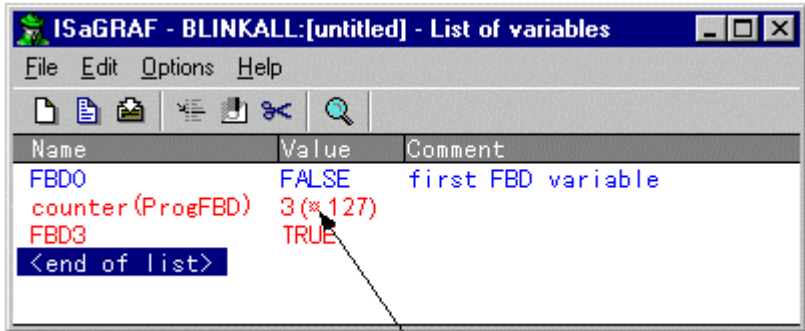 ISaGRAF - BLINKALL:[untitled] - List of variables
File Edit Options Help
Name Value Comment
FBD0 FALSE first FBD variable
counter(ProgFBD) 3(¤127)
FBD3 TRUE
<end of list>